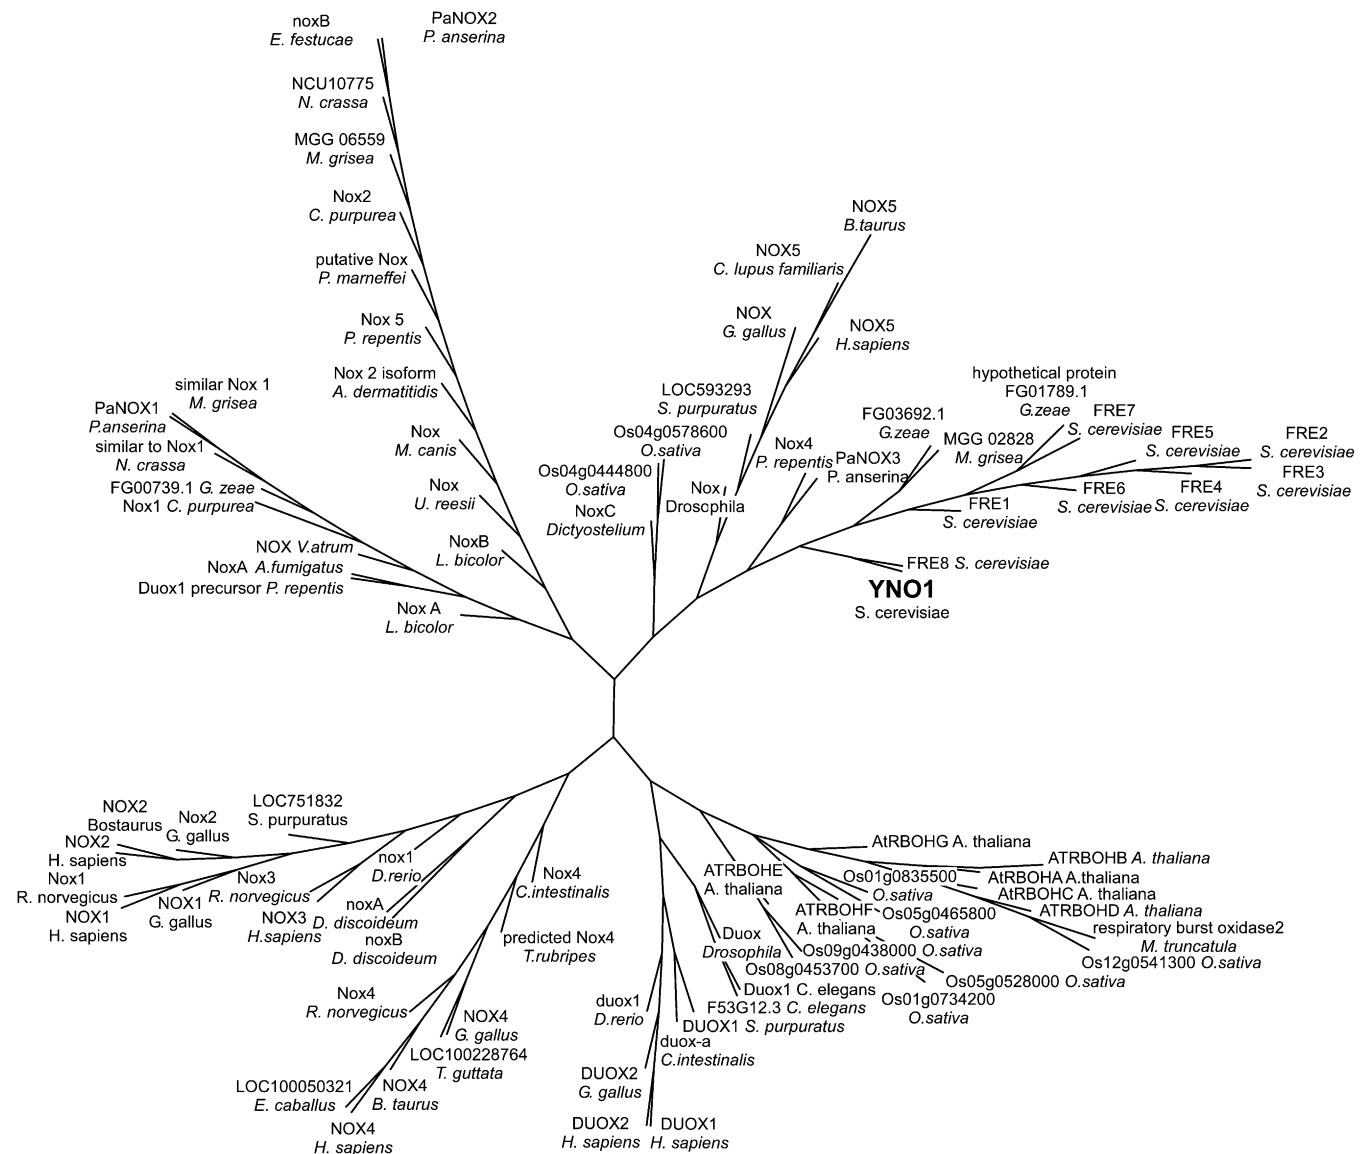 noxB
E. festucae
PaNOX2
P. anserina
NCU10775
N. crassa
MGG 06559
M. grisea
Nox2
C. purpurea
putative Nox
P. marneffei
Nox 5
P. repentis
Nox 2 isoform
A. dermatitidis
Nox
M. canis
Nox
U. reesii
NoxB
L. bicolor
similar Nox 1
M. grisea
PaNOX1
P.anserina
similar to Nox1
N. crassa
FG00739.1 G. zeae
Nox1 C. purpurea
NOX V.atrum
NoxA A.fumigatus
Duox1 precursor P. repentis
Nox A
L. bicolor
NOX5
B.taurus
NOX5
C. lupus familiaris
NOX
G. gallus
NOX5
H.sapiens
LOC593293
S. purpuratus
Os04g0578600
O.sativa
Os04g0444800
O.sativa
NoxC
Dictyostelium
Nox
Drosophila
Nox4
P. repentis
PaNOX3
P. anserina
FG03692.1
G.zeae
MGG 02828
M. grisea
hypothetical protein
FG01789.1
G.zeae
FRE7
S. cerevisiae
FRE5
S. cerevisiae
FRE2
S. cerevisiae
FRE3
S. cerevisiae
FRE4
S. cerevisiae
FRE6
S. cerevisiae
FRE1
S. cerevisiae
FRE8 S. cerevisiae
YNO1
S. cerevisiae
NOX2
Bostaurus
NOX2
H. sapiens
Nox2
G. gallus
LOC751832
S. purpuratus
Nox1
R. norvegicus
NOX1
H. sapiens
NOX1
G. gallus
Nox3
R. norvegicus
NOX3
H.sapiens
nox1
D.rerio
noxA
D. discoideum
noxB
D. discoideum
Nox4
C.intestinalis
predicted Nox4
T.rubripes
Nox4
R. norvegicus
NOX4
G. gallus
LOC100228764
T. guttata
LOC100050321
E. caballus
NOX4
B. taurus
NOX4
H. sapiens
duox1
D.rerio
DUOX2
G. gallus
DUOX2
H. sapiens
DUOX1
H. sapiens
duox-a
C.intestinalis
DUOX1 S. purpuratus
F53G12.3 C. elegans
Duox1 C. elegans
Duox
Drosophila
ATRBOHE
A. thaliana
Os08g0453700 O.sativa
Os09g0438000 O.sativa
ATRBOHF
A. thaliana
Os01g0734200
O.sativa
Os05g0528000 O.sativa
Os05g0465800
O.sativa
Os01g0835500
O.sativa
AtRBOHG A. thaliana
ATRBOHB A. thaliana
AtRBOHA A.thaliana
AtRBOHC A. thaliana
ATRBOHD A. thaliana
respiratory burst oxidase2
M. truncatula
Os12g0541300 O.sativa